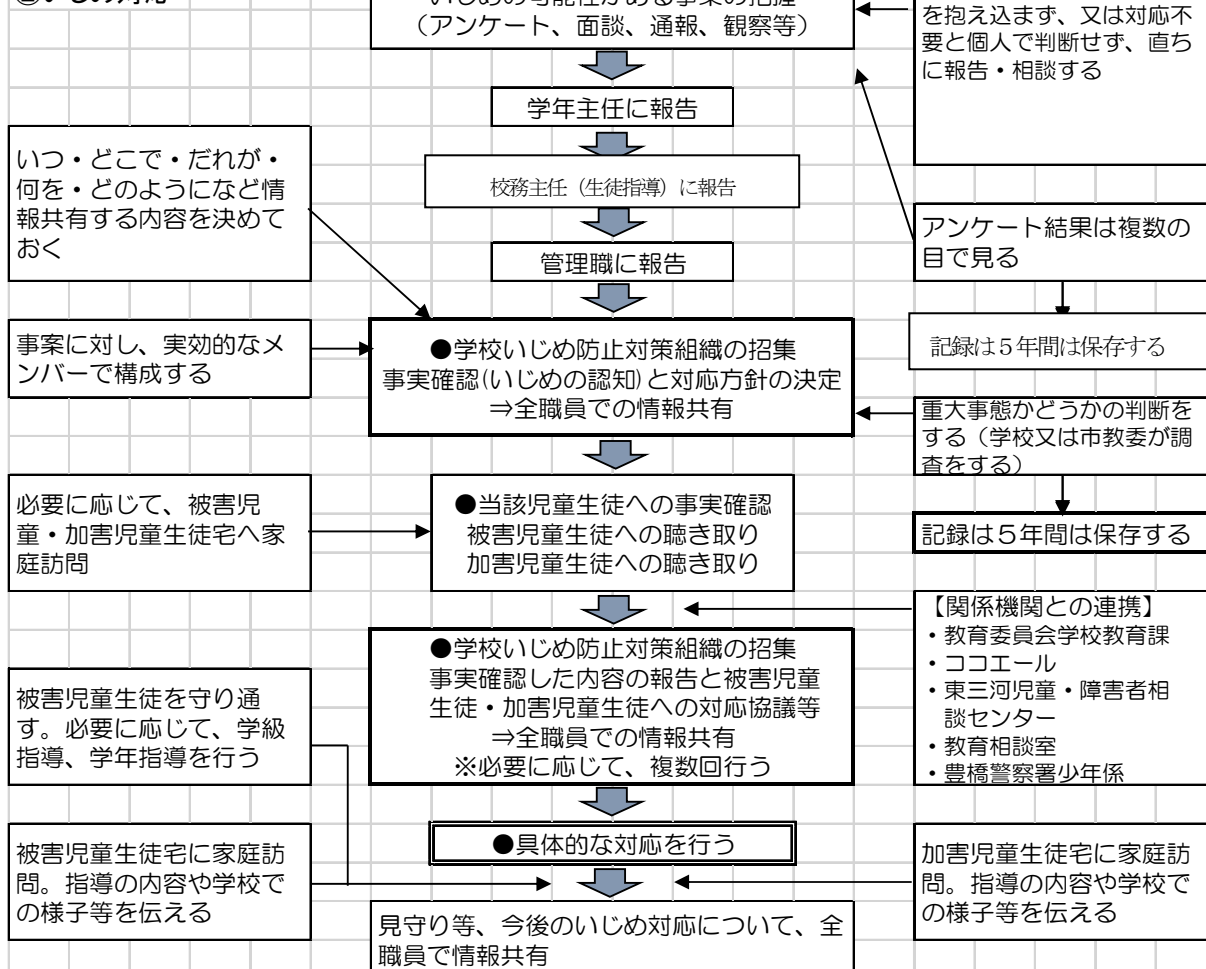 (アンケート、面談、通報、観察等)
を抱え込まず、又は対応不
要と個人で判断せず、直ち
に報告・相談する
学年主任に報告
いつ・どこで・だれが・
何を・どのようになど情
報共有する内容を決めて
おく
校務主任(生徒指導)に報告
アンケート結果は複数の
目で見る
管理職に報告
記録は5年間は保存する
事案に対し、実効的なメ
ンバーで構成する
●学校いじめ防止対策組織の招集
事実確認(いじめの認知)と対応方針の決定
⇒全職員での情報共有
重大事態かどうかの判断を
する(学校又は市教委が調
査をする)
記録は5年間は保存する
必要に応じて、被害児
童・加害児童生徒宅へ家
庭訪問
●当該児童生徒への事実確認
被害児童生徒への聴き取り
加害児童生徒への聴き取り
【関係機関との連携】
・教育委員会学校教育課
・ココエール
・東三河児童・障害者相
談センター
・教育相談室
・豊橋警察署少年係
●学校いじめ防止対策組織の招集
事実確認した内容の報告と被害児童
生徒・加害児童生徒への対応協議等
⇒全職員での情報共有
※必要に応じて、複数回行う
被害児童生徒を守り通
す。必要に応じて、学級
指導、学年指導を行う
●具体的な対応を行う
被害児童生徒宅に家庭訪
問。指導の内容や学校で
の様子等を伝える
加害児童生徒宅に家庭訪
問。指導の内容や学校で
の様子等を伝える
見守り等、今後のいじめ対応について、全
職員で情報共有